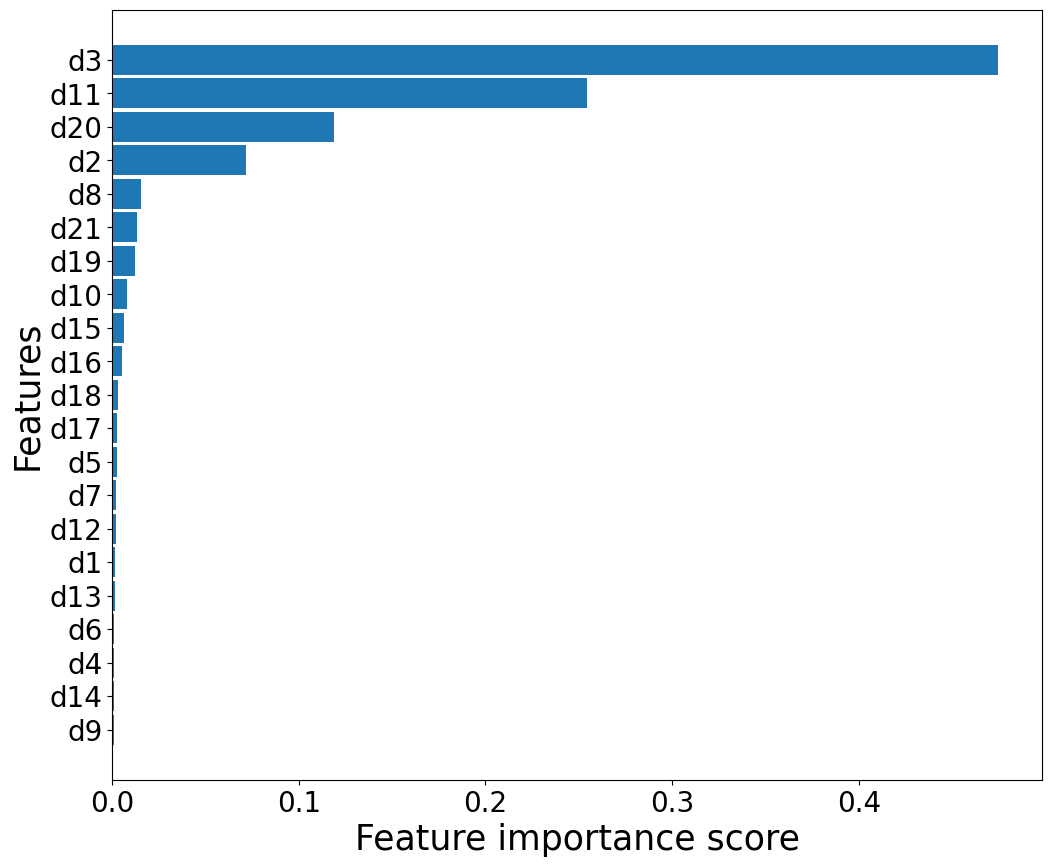 d3
d11
d20
d2
d8
d21
d19
d10
d15
d16
d18
d17
d5
d7
d12
d1
d13
d6
d4
d14
d9
Features
0.0 0.1 0.2 0.3 0.4
Feature importance score